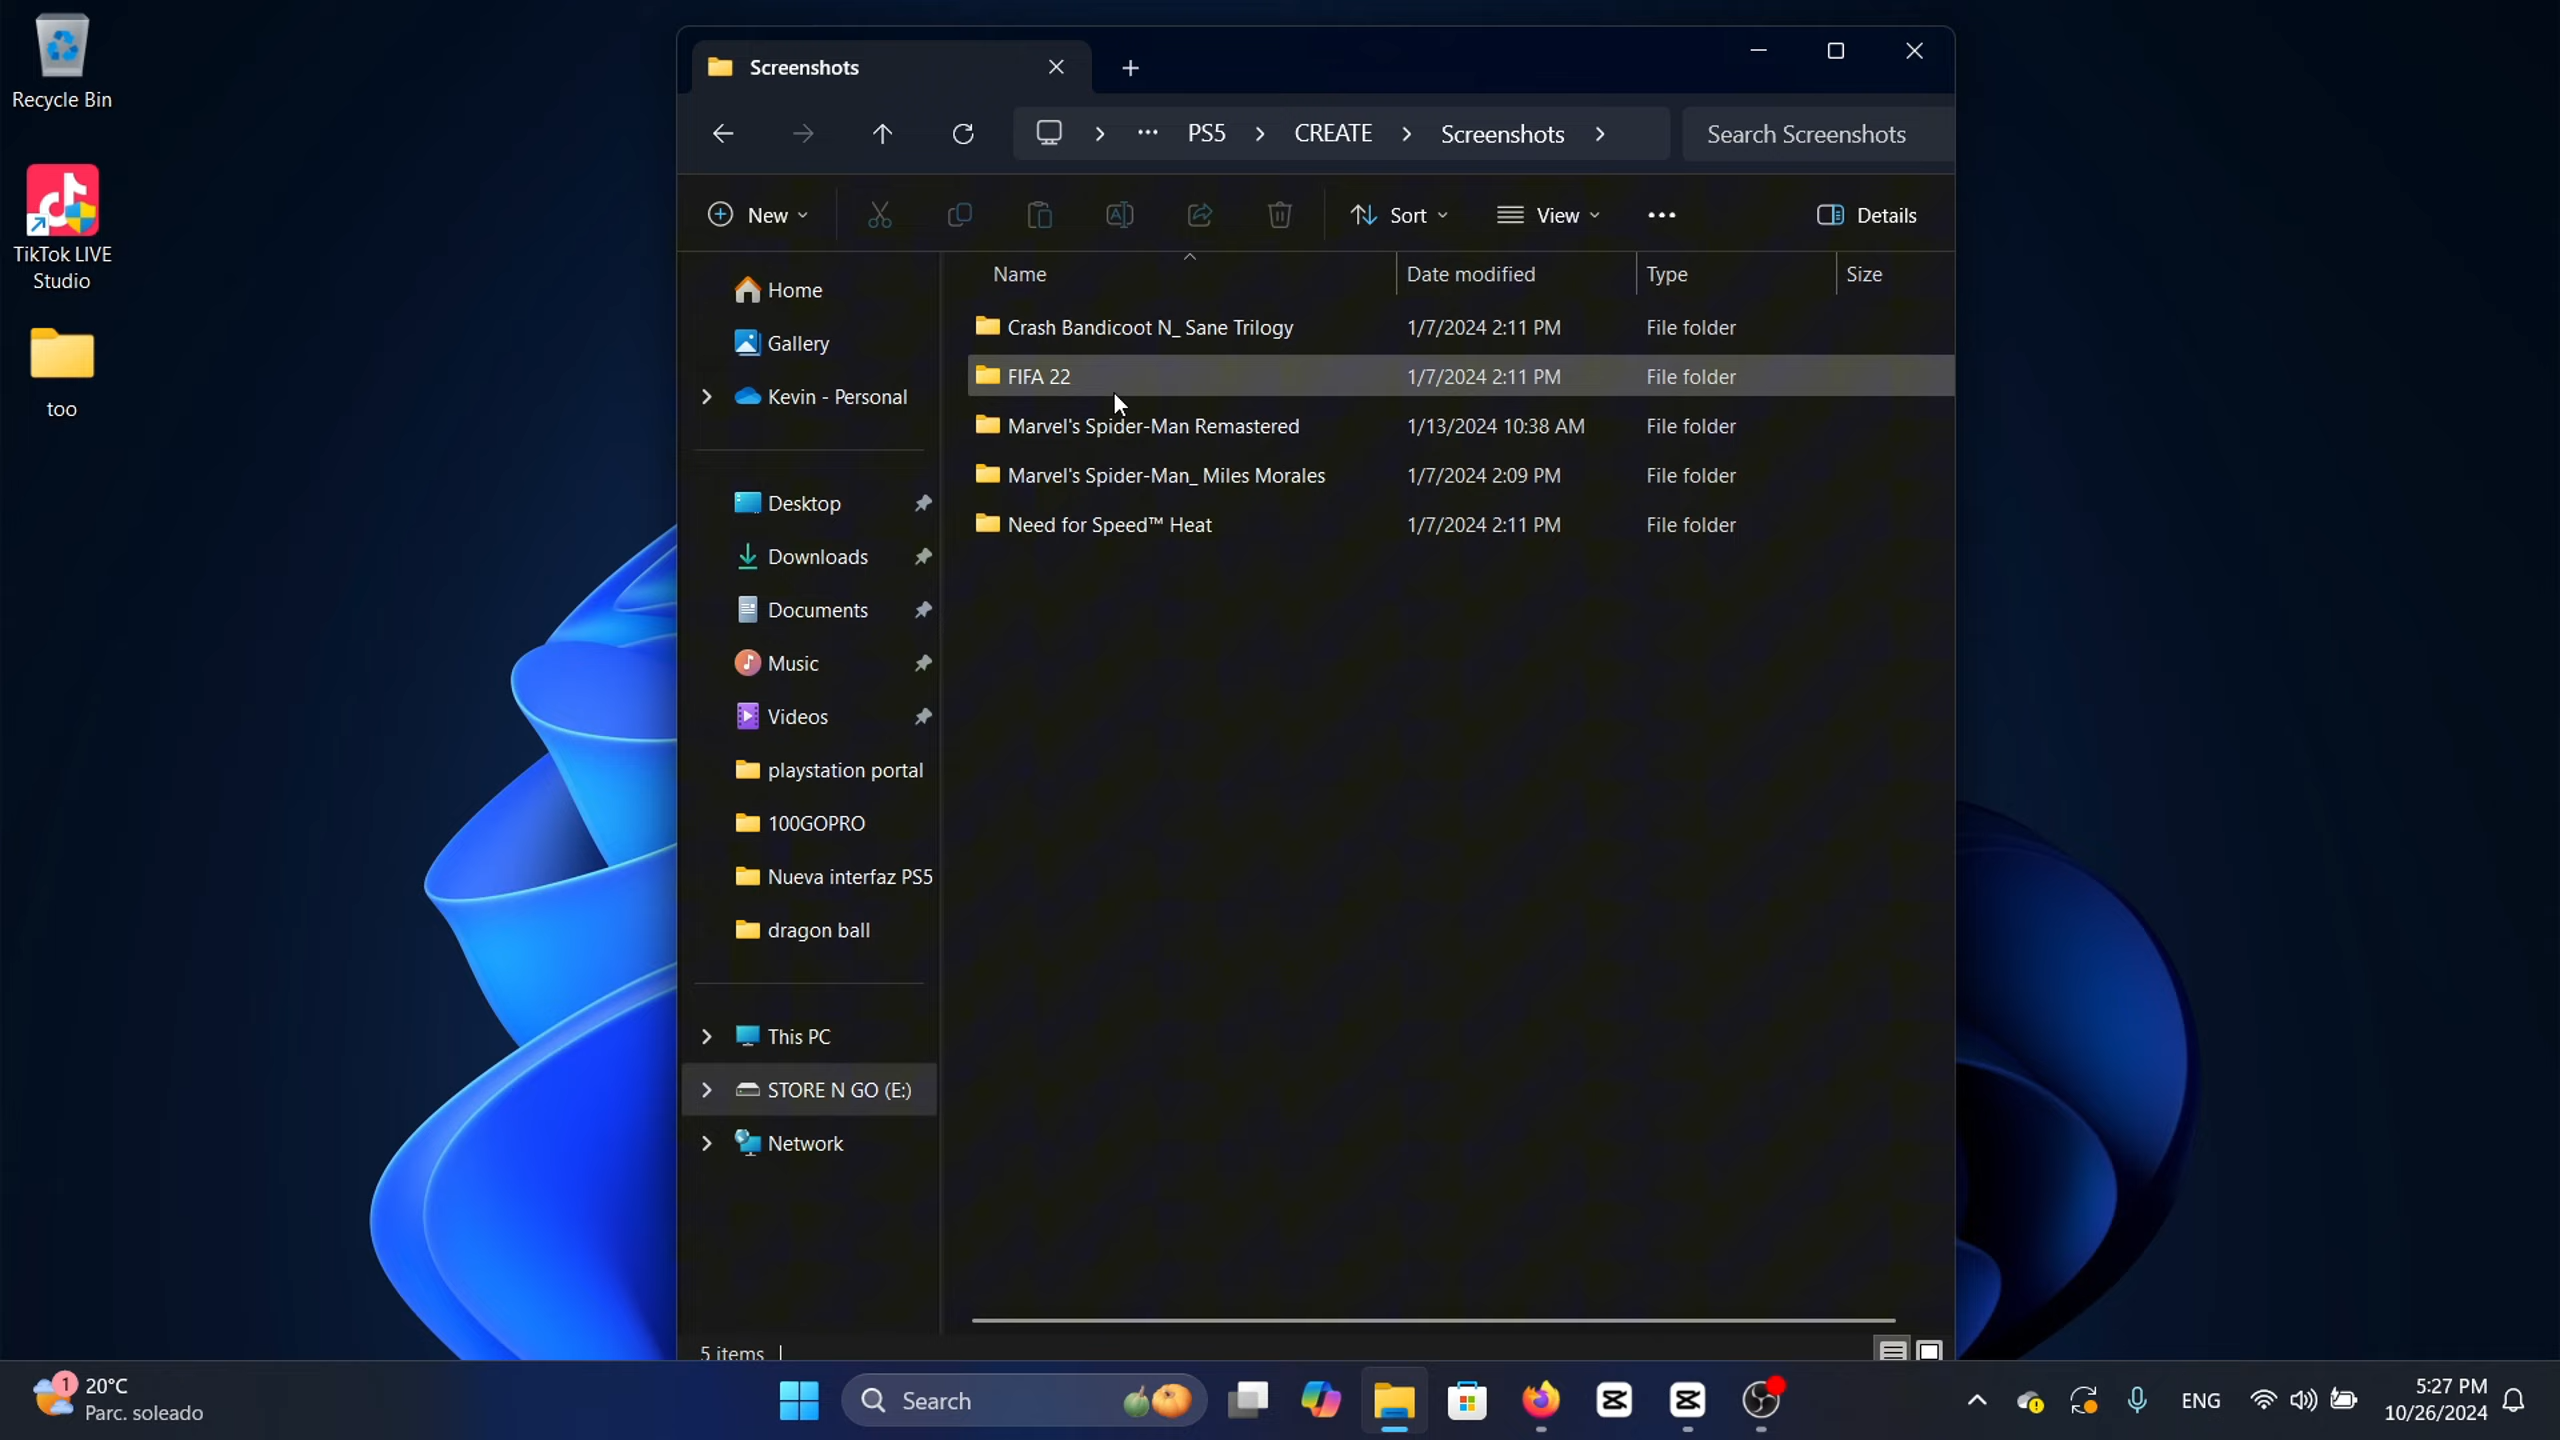 Recycle Bin
TikTok LIVE
Studio
too
Screenshots
PS5
CREATE
Screenshots
Search Screenshots
New
Sort
View
Details
Home
Gallery
Kevin - Personal
Desktop
Downloads
Documents
Music
Videos
playstation portal
100GOPRO
Nueva interfaz PS5
dragon ball
This PC
STORE N GO (E:)
Network
Name Date modified Type Size
Crash Bandicoot N_ Sane Trilogy 1/7/2024 2:11 PM File folder
FIFA 22 1/7/2024 2:11 PM File folder
Marvel's Spider-Man Remastered 1/13/2024 10:38 AM File folder
Marvel's Spider-Man_ Miles Morales 1/7/2024 2:09 PM File folder
Need for Speed™ Heat 1/7/2024 2:11 PM File folder
5 items
1
20°C
Parc. soleado
Search
ENG
5:27 PM
10/26/2024